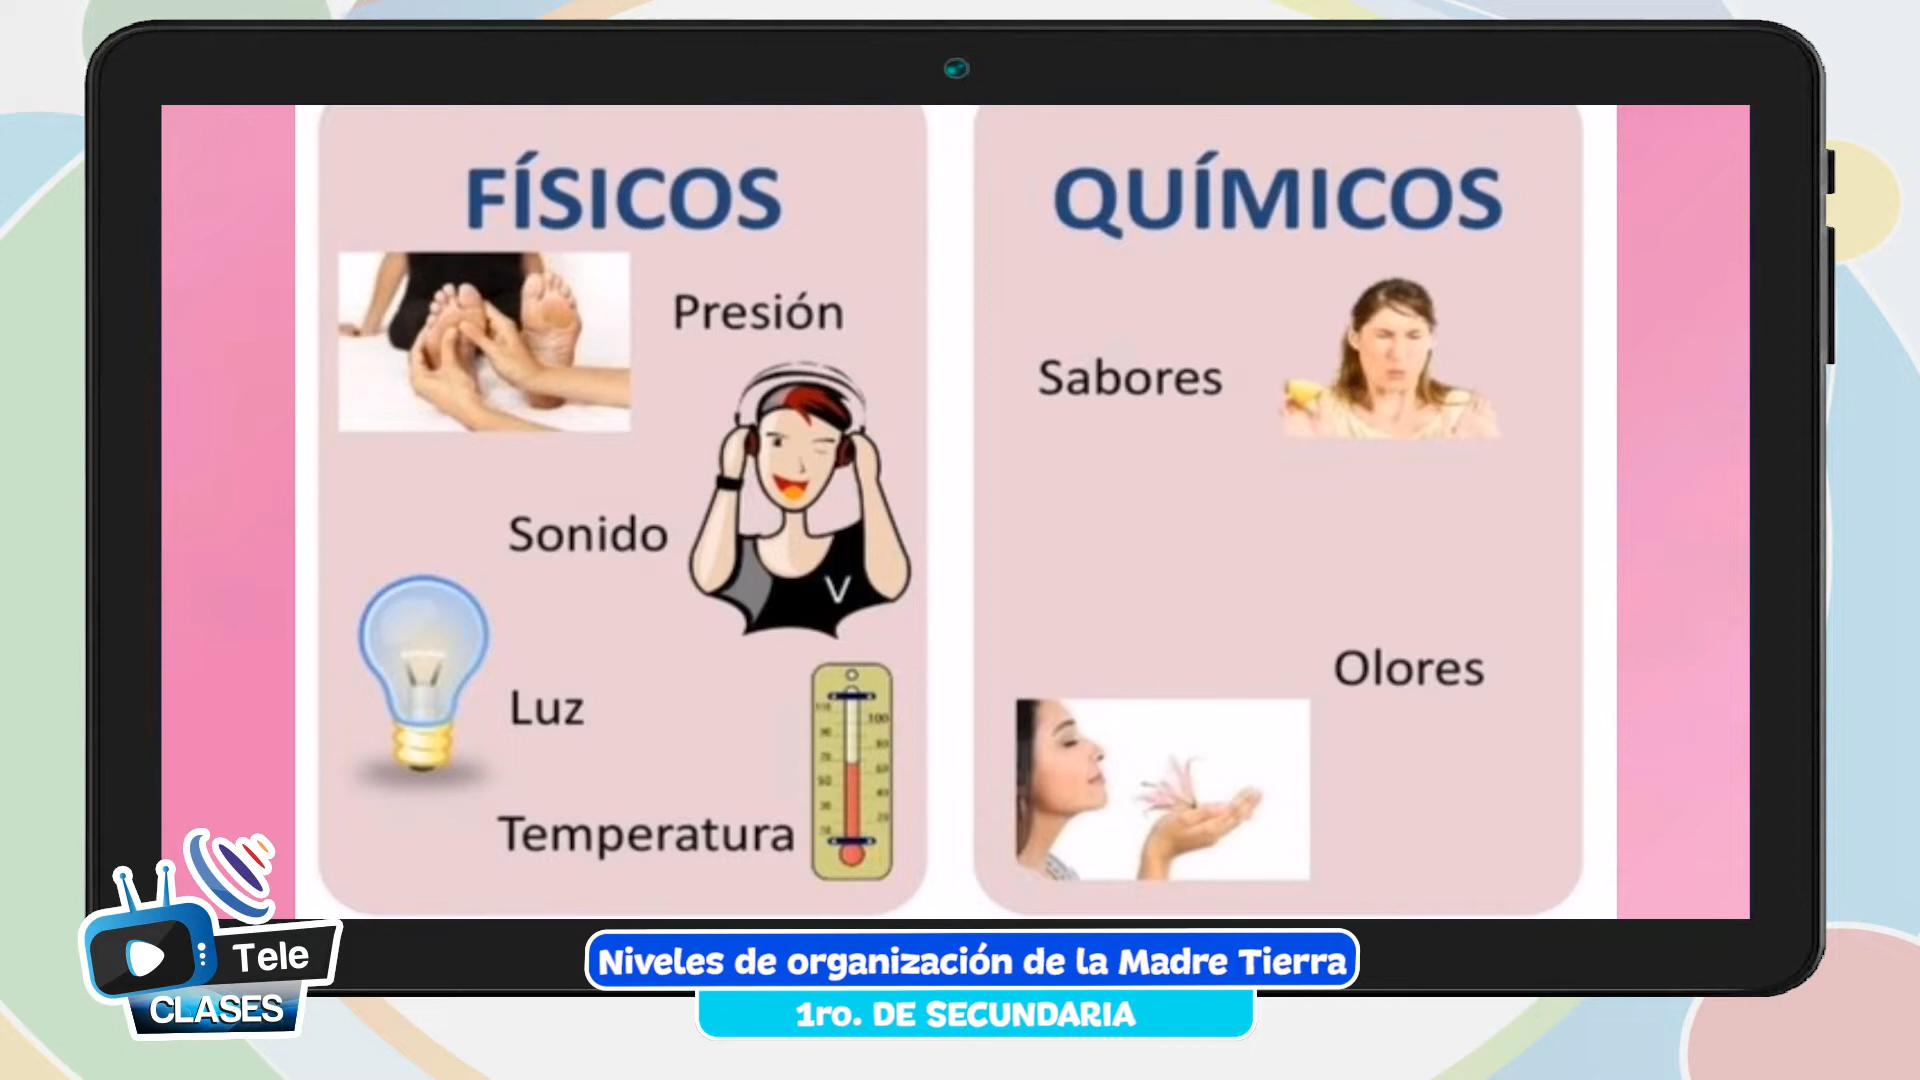 FÍSICOS
Presión
Sonido
V
Luz
Temperatura
QUÍMICOS
Sabores
Olores
Tele
CLASES
Niveles de organización de la Madre Tierra
1ro. DE SECUNDARIA